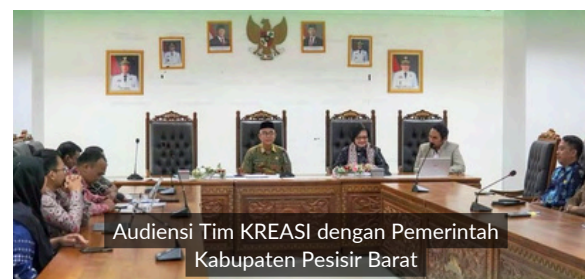 Audiensi Tim KREASI dengan Pemerintah
Kabupaten Pesisir Barat